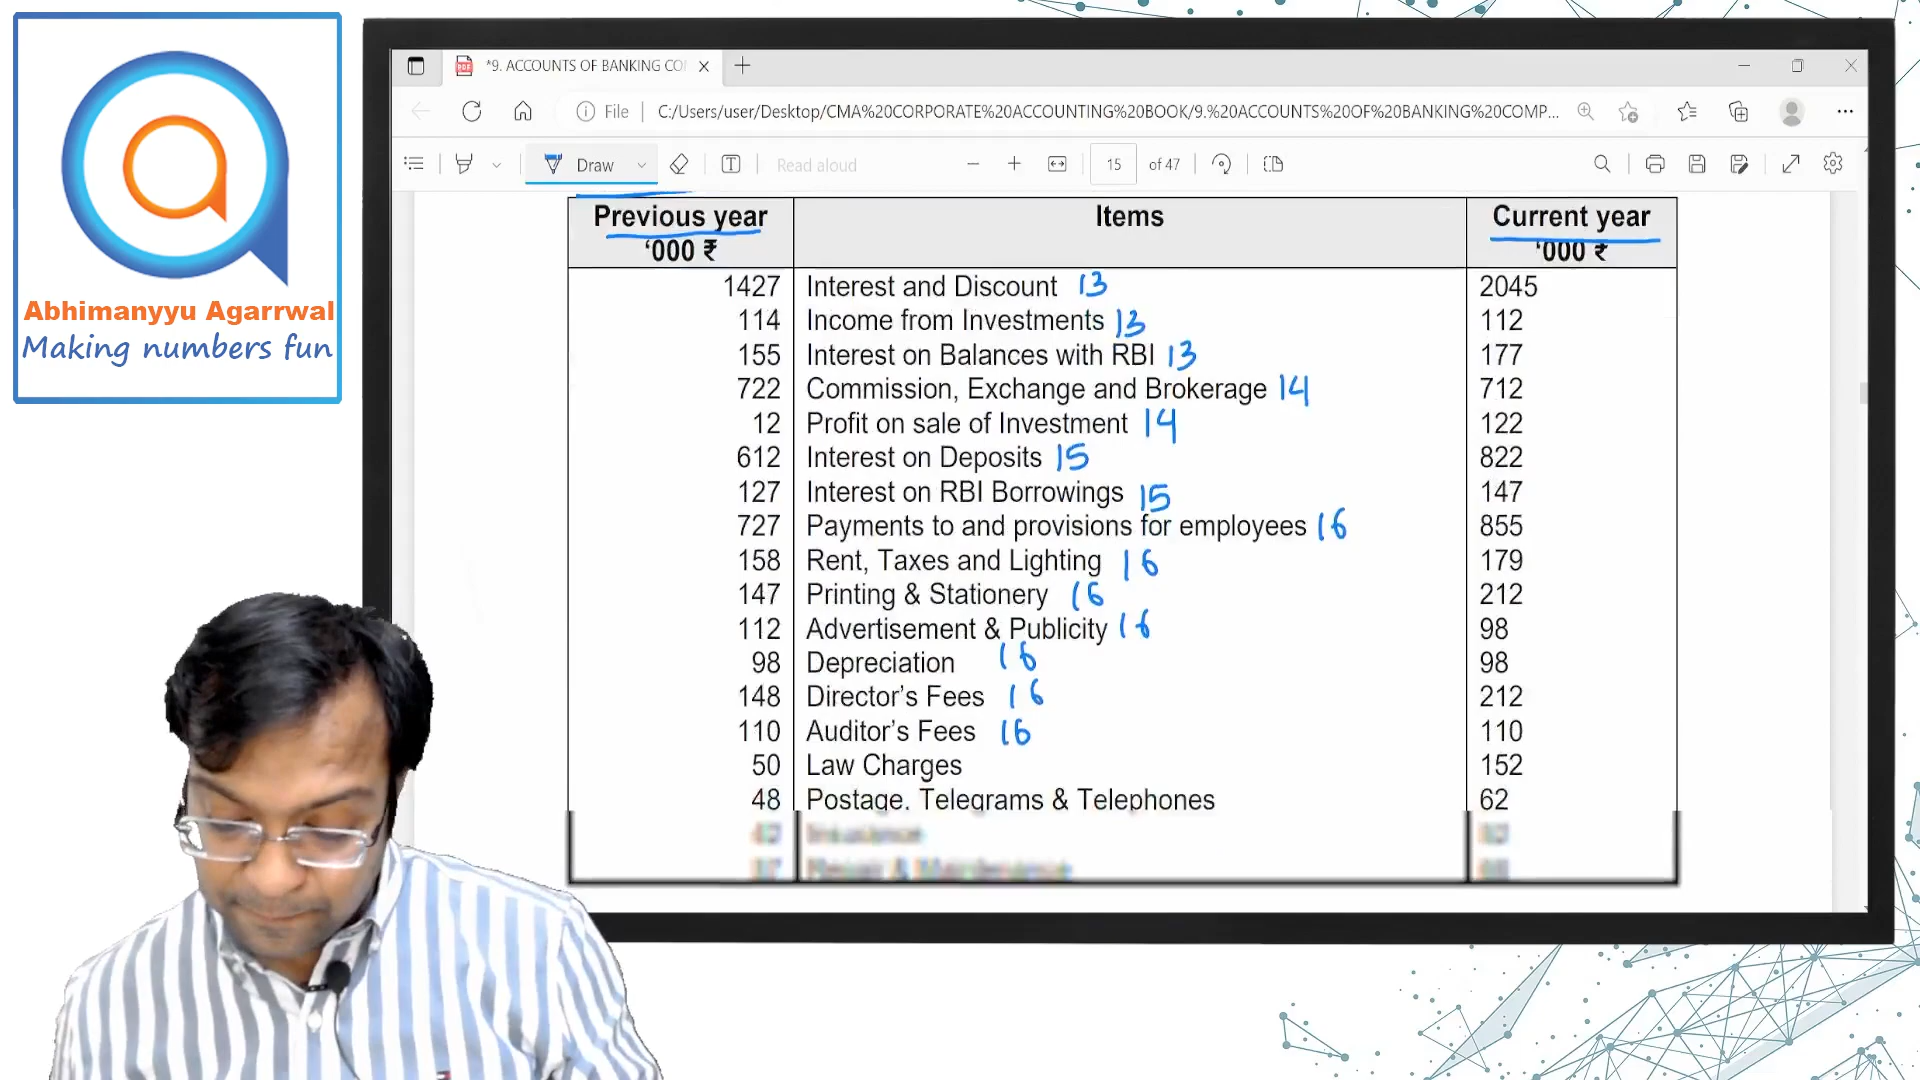 Abhimanyyu Agarrwal
Making numbers fun
*9. ACCOUNTS OF BANKING CO
File C:/Users/user/Desktop/CMA%20CORPORATE%20ACCOUNTING%20BOOK/9.%20ACCOUNTS%20OF%20BANKING%20COMP...
Draw Read aloud 15 of 47
Previous year Items Current year
‘000 ₹ ‘000 ₹
1427 Interest and Discount 13 2045
114 Income from Investments 13 112
155 Interest on Balances with RBI 13 177
722 Commission, Exchange and Brokerage 14 712
12 Profit on sale of Investment 14 122
612 Interest on Deposits 15 822
127 Interest on RBI Borrowings 15 147
727 Payments to and provisions for employees 16 855
158 Rent, Taxes and Lighting 16 179
147 Printing & Stationery 16 212
112 Advertisement & Publicity 16 98
98 Depreciation 16 98
148 Director’s Fees 16 212
110 Auditor’s Fees 16 110
50 Law Charges 152
48 Postage, Telegrams & Telephones 62
Insurance
Repair & Maintenance